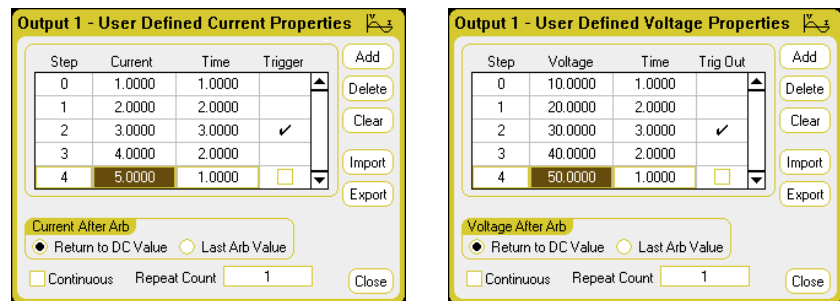 Output 1 - User Defined Current Properties
Step Current Time Trigger
0 1.0000 1.0000
1 2.0000 2.0000
2 3.0000 3.0000 ✓
3 4.0000 2.0000
4 5.0000 1.0000
Add
Delete
Clear
Import
Export
Current After Arb
Return to DC Value Last Arb Value
Continuous Repeat Count 1
Close
Output 1 - User Defined Voltage Properties
Step Voltage Time Trig Out
0 10.0000 1.0000
1 20.0000 2.0000
2 30.0000 3.0000 ✓
3 40.0000 2.0000
4 50.0000 1.0000
Add
Delete
Clear
Import
Export
Voltage After Arb
Return to DC Value Last Arb Value
Continuous Repeat Count 1
Close